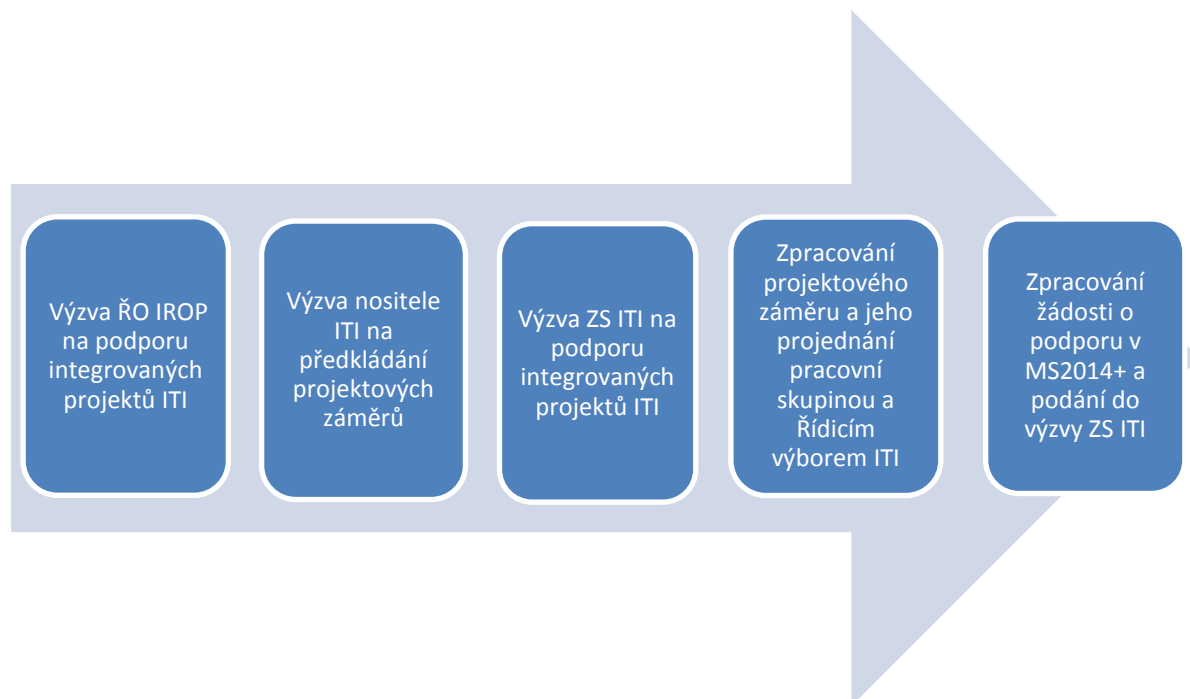 Výzva ŘO IROP
na podporu
integrovaných
projektů ITI
Výzva nositele
ITI na
předkládání
projektových
záměrů
Výzva ZS ITI na
podporu
integrovaných
projektů ITI
Zpracování
projektového
záměru a jeho
projednání
pracovní
skupinou a
Řídicím
výborem ITI
Zpracování
žádosti o
podporu v
MS2014+ a
podání do
výzvy ZS ITI